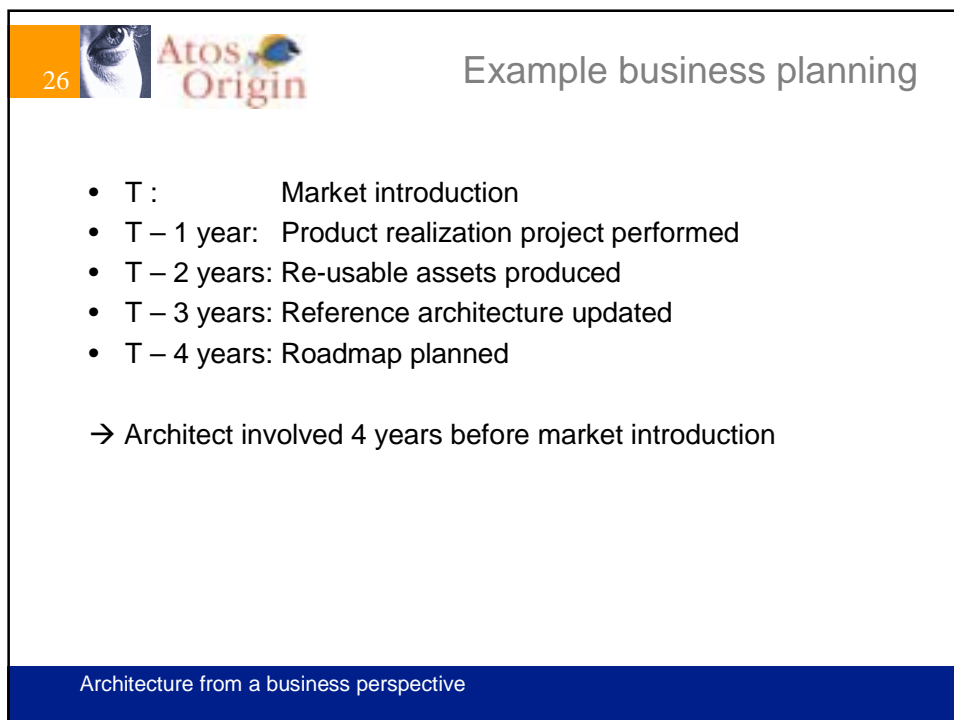 26
Atos
Origin
Example business planning
• T : Market introduction
• T – 1 year: Product realization project performed
• T – 2 years: Re-usable assets produced
• T – 3 years: Reference architecture updated
• T – 4 years: Roadmap planned
→ Architect involved 4 years before market introduction
Architecture from a business perspective